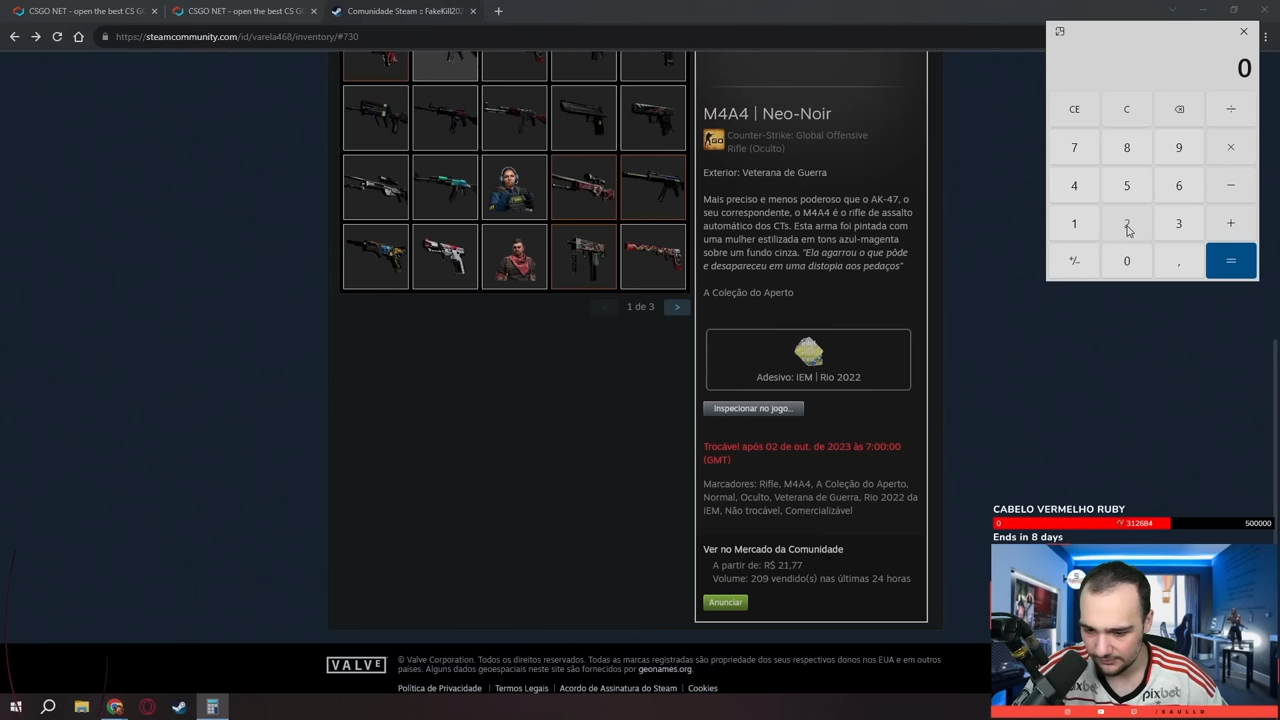 CSGO NET - open the best CS GO
CSGO NET - open the best CS GO
Comunidade Steam :: FakeKill202
https://steamcommunity.com/id/varela468/inventory/#730
0
CE C
7 8 9 ×
4 5 6 −
1 2 3 +
+/− 0 , =
M4A4 | Neo-Noir
Counter-Strike: Global Offensive
Rifle (Oculto)
Exterior: Veterana de Guerra
Mais preciso e menos poderoso que o AK-47, o
seu correspondente, o M4A4 é o rifle de assalto
automático dos CTs. Esta arma foi pintada com
uma mulher estilizada em tons azul-magenta
sobre um fundo cinza. "Ela agarrou o que pôde
e desapareceu em uma distopia aos pedaços"
A Coleção do Aperto
1 de 3 >
Adesivo: IEM | Rio 2022
Inspecionar no jogo...
Trocável após 02 de out. de 2023 às 7:00:00
(GMT)
Marcadores: Rifle, M4A4, A Coleção do Aperto,
Normal, Oculto, Veterana de Guerra, Rio 2022 da
IEM, Não trocável, Comercializável
Ver no Mercado da Comunidade
A partir de: R$ 21,77
Volume: 209 vendido(s) nas últimas 24 horas
Anunciar
CABELO VERMELHO RUBY
0 312684 500000
Ends in 8 days
VALVE
© Valve Corporation. Todos os direitos reservados. Todas as marcas registradas são propriedade dos seus respectivos donos nos EUA e em outros
países. Alguns dados geoespaciais neste site são fornecidos por geonames.org.
Política de Privacidade | Termos Legais | Acordo de Assinatura do Steam | Cookies
pixbet
/SAULLO